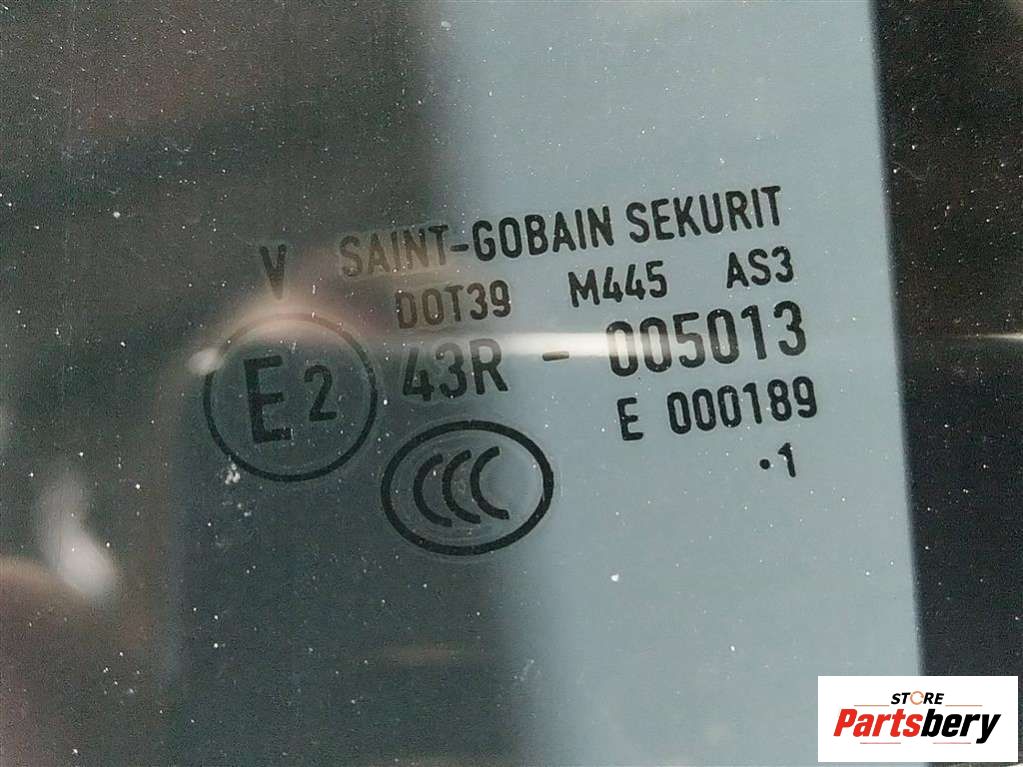 V SAINT-GOBAIN SEKURIT
DOT39 M445 AS3
E2 43R - 005013
E 000189
CCC
·1
STORE
Partsbery